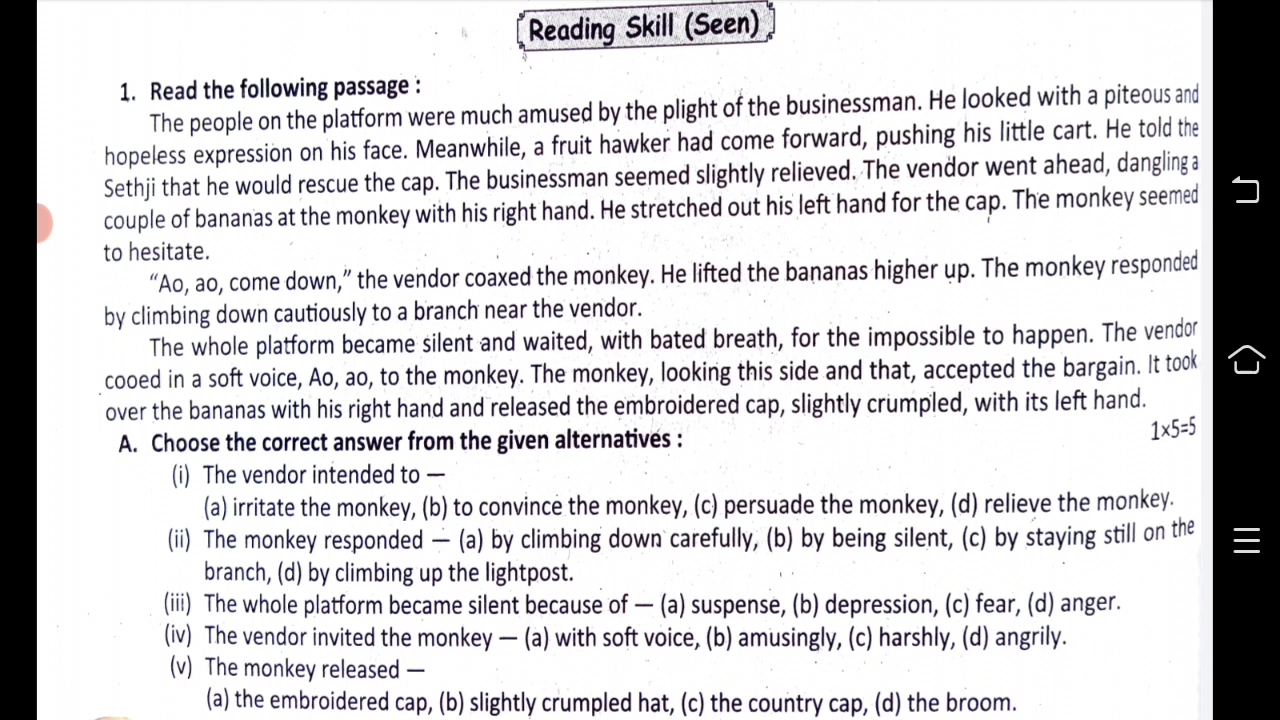 Reading Skill (Seen)
1. Read the following passage :
The people on the platform were much amused by the plight of the businessman. He looked with a piteous and
hopeless expression on his face. Meanwhile, a fruit hawker had come forward, pushing his little cart. He told the
Sethji that he would rescue the cap. The businessman seemed slightly relieved. The vendor went ahead, dangling a
couple of bananas at the monkey with his right hand. He stretched out his left hand for the cap. The monkey seemed
to hesitate.
“Ao, ao, come down,” the vendor coaxed the monkey. He lifted the bananas higher up. The monkey responded
by climbing down cautiously to a branch near the vendor.
The whole platform became silent and waited, with bated breath, for the impossible to happen. The vendor
cooed in a soft voice, Ao, ao, to the monkey. The monkey, looking this side and that, accepted the bargain. It took
over the bananas with his right hand and released the embroidered cap, slightly crumpled, with its left hand.
A. Choose the correct answer from the given alternatives : 1x5=5
(i) The vendor intended to —
(a) irritate the monkey, (b) to convince the monkey, (c) persuade the monkey, (d) relieve the monkey.
(ii) The monkey responded — (a) by climbing down carefully, (b) by being silent, (c) by staying still on the
branch, (d) by climbing up the lightpost.
(iii) The whole platform became silent because of — (a) suspense, (b) depression, (c) fear, (d) anger.
(iv) The vendor invited the monkey — (a) with soft voice, (b) amusingly, (c) harshly, (d) angrily.
(v) The monkey released —
(a) the embroidered cap, (b) slightly crumpled hat, (c) the country cap, (d) the broom.